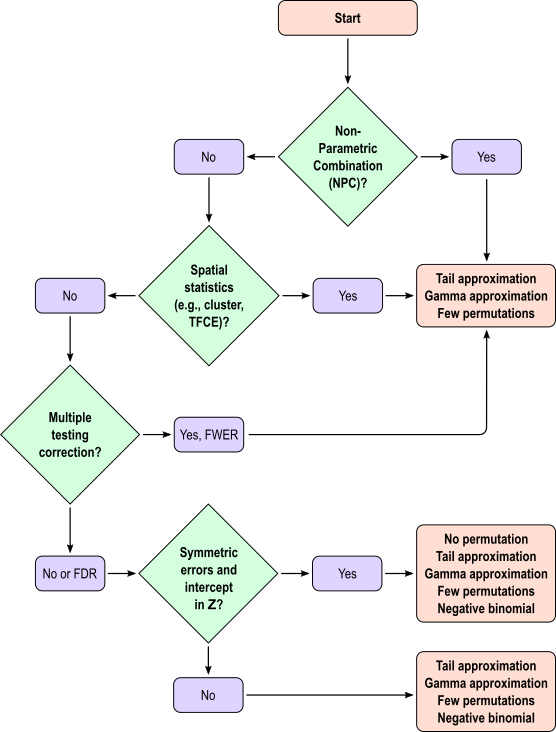 Start
Non-
Parametric
Combination
(NPC)?
No
Yes
Spatial
statistics
(e.g., cluster,
TFCE)?
No
Yes
Tail approximation
Gamma approximation
Few permutations
Multiple
testing
correction?
Yes, FWER
No or FDR
Symmetric
errors and
intercept
in Z?
Yes
No permutation
Tail approximation
Gamma approximation
Few permutations
Negative binomial
No
Tail approximation
Gamma approximation
Few permutations
Negative binomial